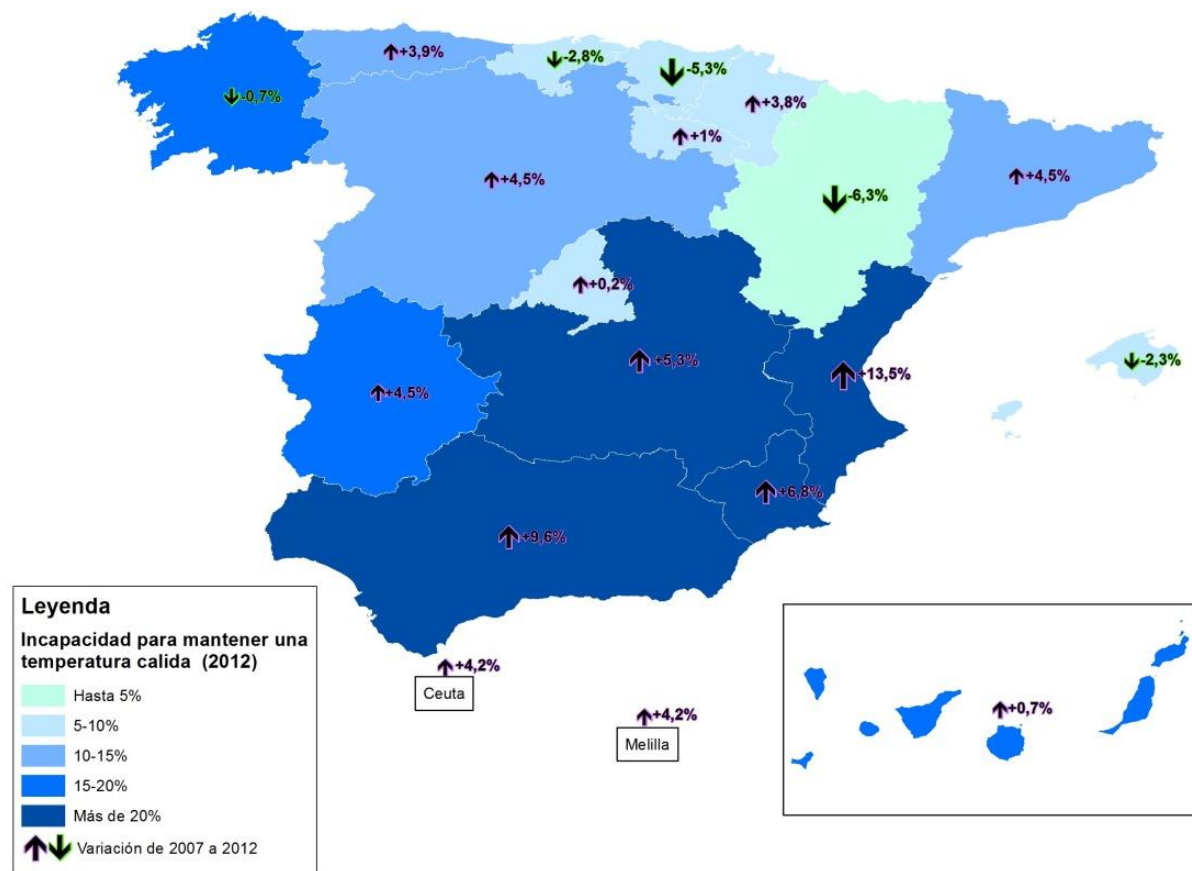 +3,9%
-2,8%
-5,3%
-0,7%
+3,8%
+1%
+4,5%
+4,5%
-6,3%
+0,2%
+5,3%
+13,5%
-2,3%
+4,5%
+6,8%
+9,6%
+4,2%
Ceuta
+4,2%
Melilla
+0,7%
Leyenda
Incapacidad para mantener una
temperatura calida (2012)
Hasta 5%
5-10%
10-15%
15-20%
Más de 20%
Variación de 2007 a 2012